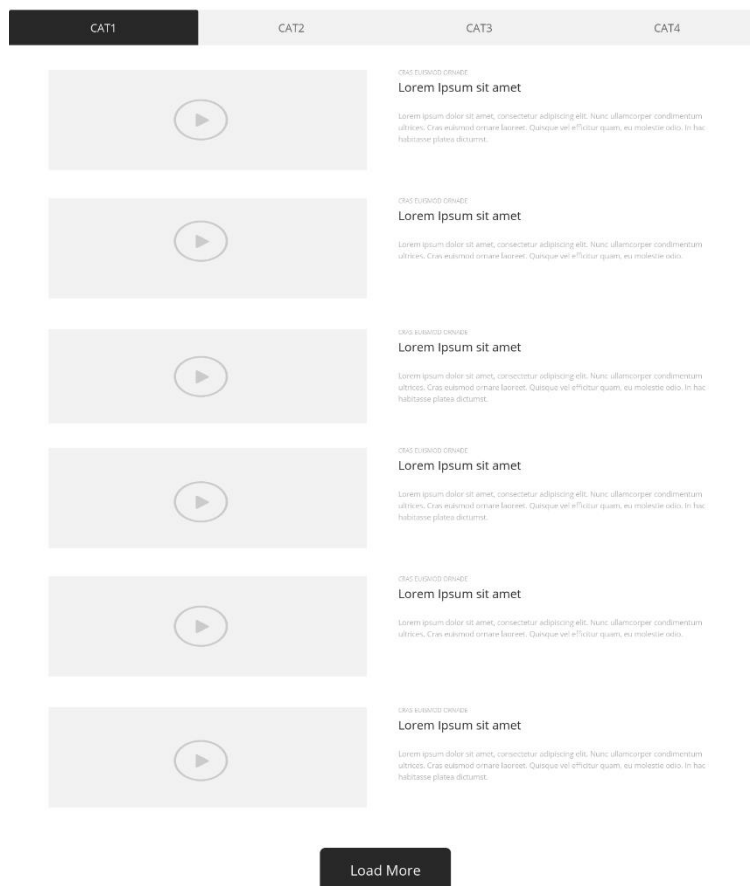 CAT1
CAT2
CAT3
CAT4
CRAS EUISMOD ORNARE
Lorem Ipsum sit amet
Lorem ipsum dolor sit amet, consectetur adipiscing elit. Nunc ullamcorper condimentum
ultrices. Cras euismod ornare laoreet. Quisque vel efficitur quam, eu molestie odio. In hac
habitasse platea dictumst.
CRAS EUISMOD ORNARE
Lorem Ipsum sit amet
Lorem ipsum dolor sit amet, consectetur adipiscing elit. Nunc ullamcorper condimentum
ultrices. Cras euismod ornare laoreet. Quisque vel efficitur quam, eu molestie odio.
CRAS EUISMOD ORNARE
Lorem Ipsum sit amet
Lorem ipsum dolor sit amet, consectetur adipiscing elit. Nunc ullamcorper condimentum
ultrices. Cras euismod ornare laoreet. Quisque vel efficitur quam, eu molestie odio. In hac
habitasse platea dictumst.
CRAS EUISMOD ORNARE
Lorem Ipsum sit amet
Lorem ipsum dolor sit amet, consectetur adipiscing elit. Nunc ullamcorper condimentum
ultrices. Cras euismod ornare laoreet. Quisque vel efficitur quam, eu molestie odio. In hac
habitasse platea dictumst.
CRAS EUISMOD ORNARE
Lorem Ipsum sit amet
Lorem ipsum dolor sit amet, consectetur adipiscing elit. Nunc ullamcorper condimentum
ultrices. Cras euismod ornare laoreet. Quisque vel efficitur quam, eu molestie odio.
CRAS EUISMOD ORNARE
Lorem Ipsum sit amet
Lorem ipsum dolor sit amet, consectetur adipiscing elit. Nunc ullamcorper condimentum
ultrices. Cras euismod ornare laoreet. Quisque vel efficitur quam, eu molestie odio. In hac
habitasse platea dictumst.
Load More